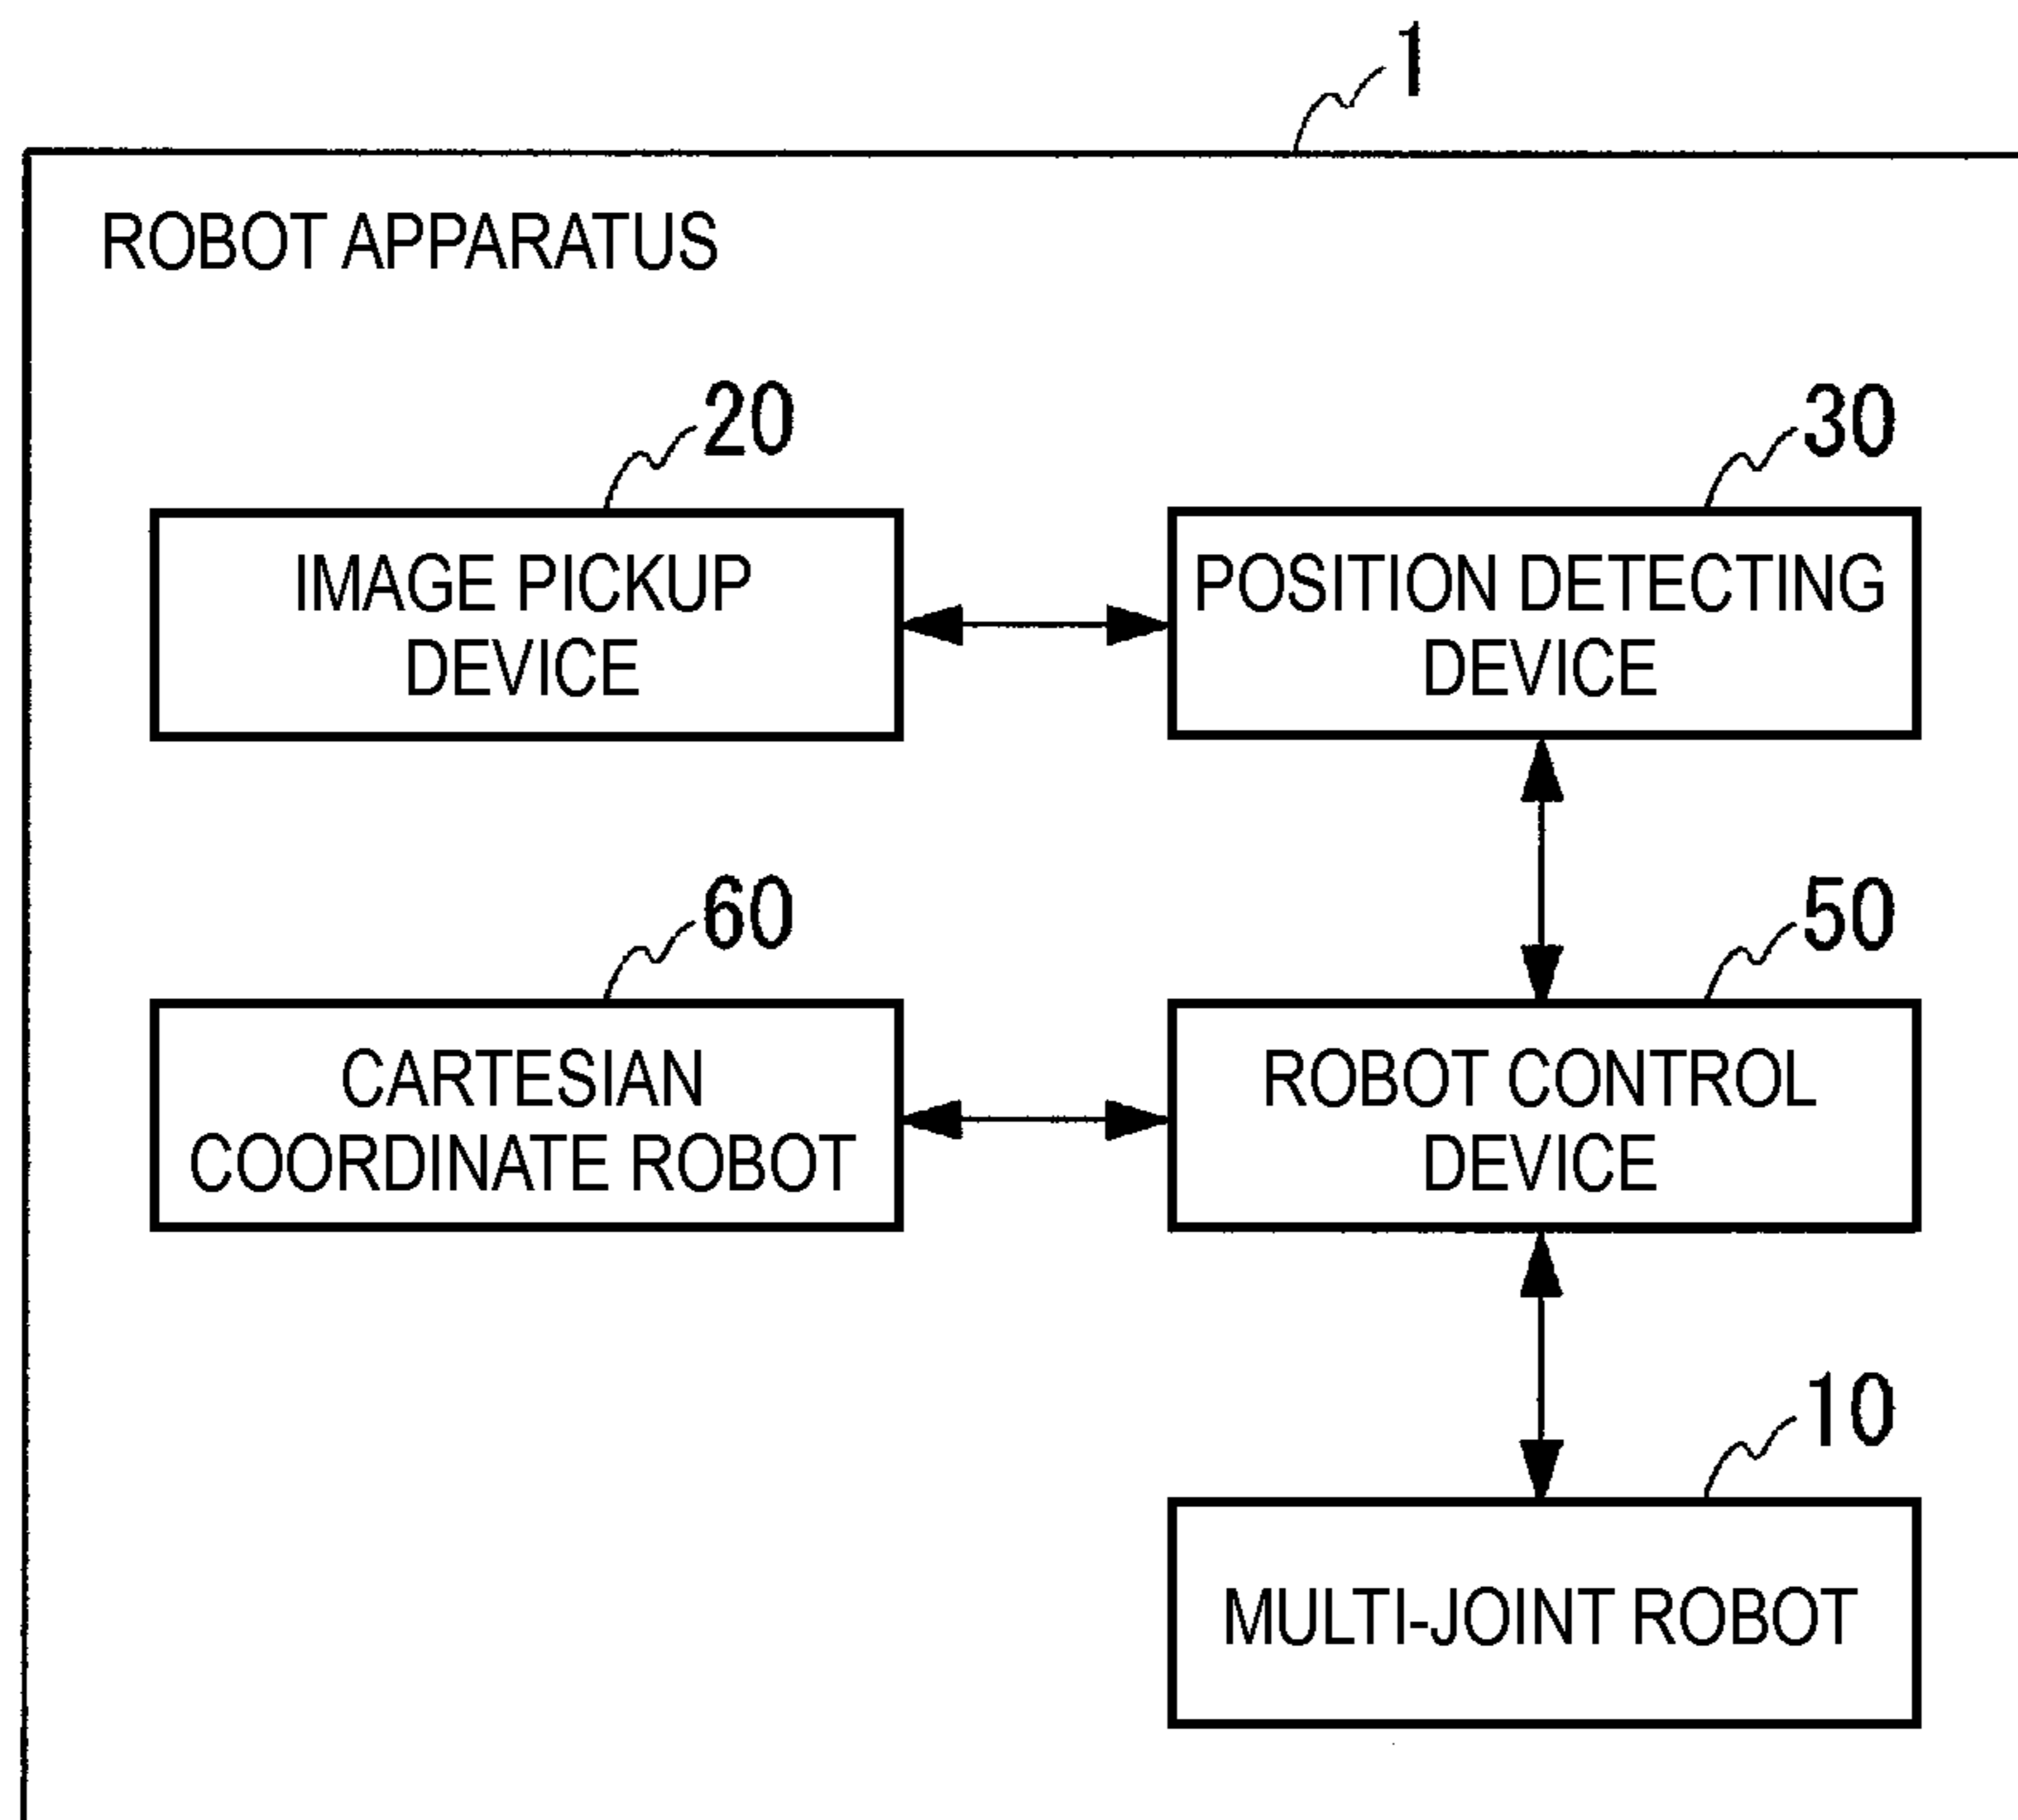 1
ROBOT APPARATUS
20
IMAGE PICKUP
DEVICE
30
POSITION DETECTING
DEVICE
60
CARTESIAN
COORDINATE ROBOT
50
ROBOT CONTROL
DEVICE
10
MULTI-JOINT ROBOT